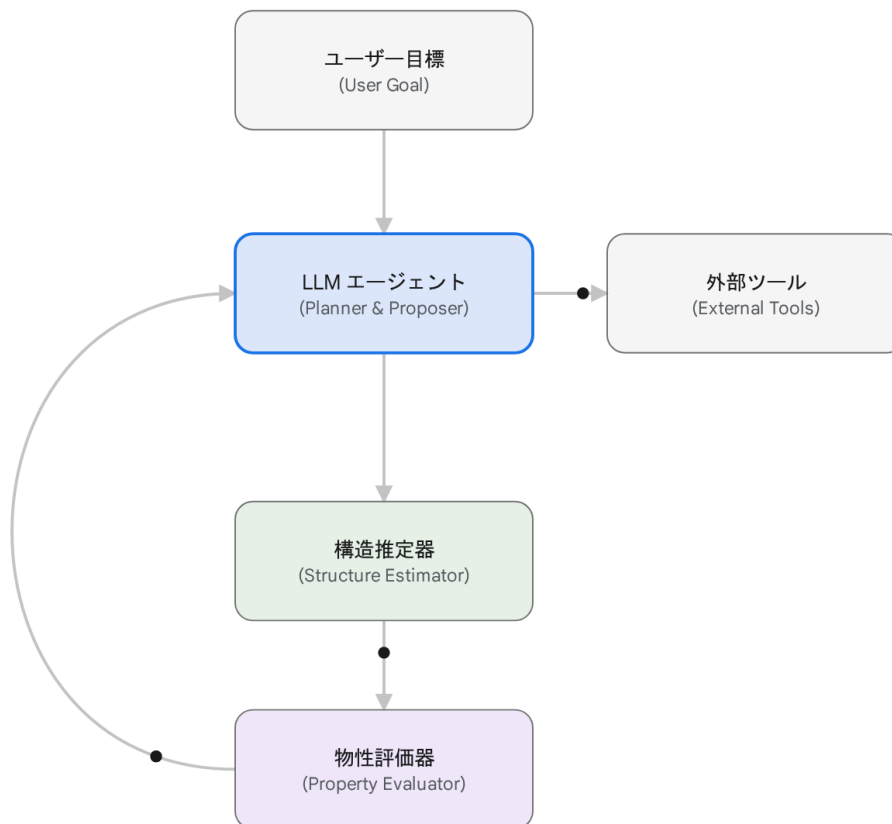 ユーザー目標
(User Goal)
LLM エージェント
(Planner & Proposer)
外部ツール
(External Tools)
構造推定器
(Structure Estimator)
物性評価器
(Property Evaluator)